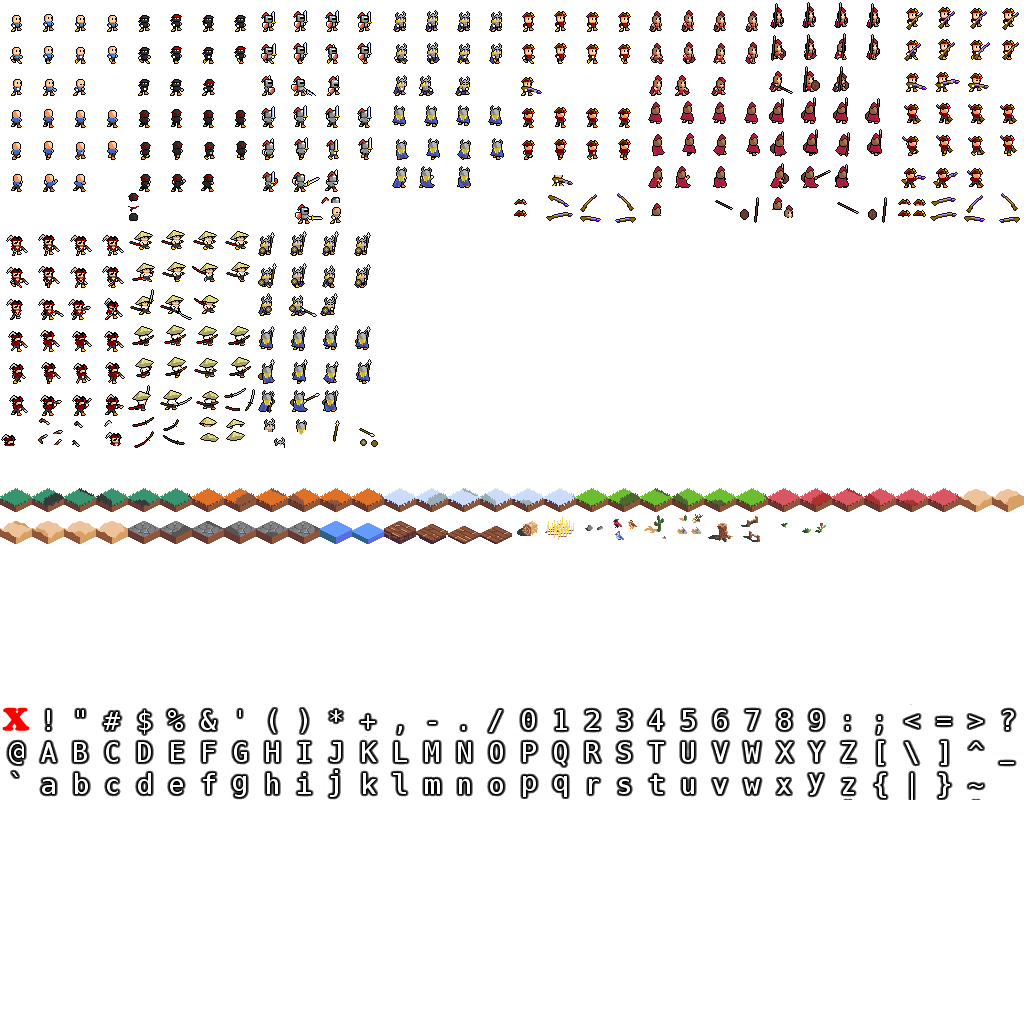 X ! " # $ % & ' ( ) * + , - . / 0 1 2 3 4 5 6 7 8 9 : ; < = > ?
@ A B C D E F G H I J K L M N O P Q R S T U V W X Y Z [ \ ] ^ _
` a b c d e f g h i j k l m n o p q r s t u v w x y z { | } ~